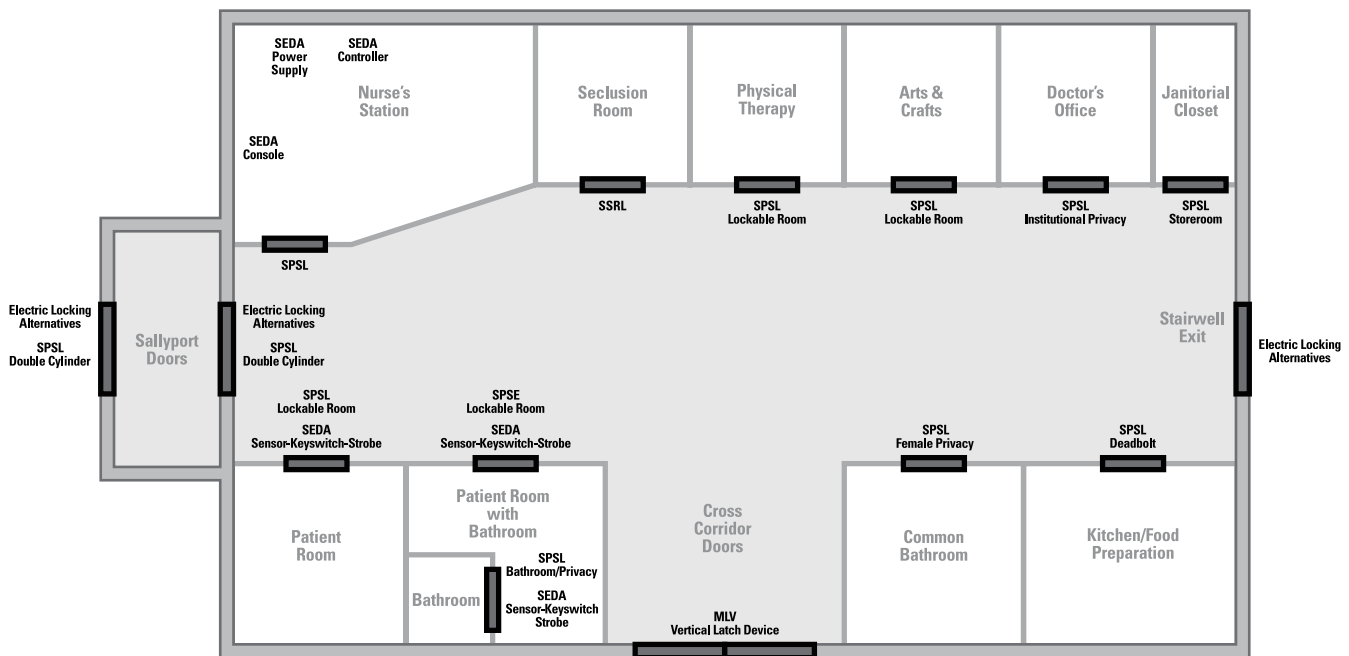 SEDA
Power
Supply
SEDA
Controller
Nurse's
Station
SEDA
Console
Seclusion
Room
Physical
Therapy
Arts &
Crafts
Doctor's
Office
Janitorial
Closet
SSRL
SPSL
Lockable Room
SPSL
Lockable Room
SPSL
Institutional Privacy
SPSL
Storeroom
SPSL
Electric Locking
Alternatives
SPSL
Double Cylinder
Sallyport
Doors
Electric Locking
Alternatives
SPSL
Double Cylinder
Stairwell
Exit
Electric Locking
Alternatives
SPSL
Lockable Room
SEDA
Sensor-Keyswitch-Strobe
SPSE
Lockable Room
SEDA
Sensor-Keyswitch-Strobe
SPSL
Female Privacy
SPSL
Deadbolt
Patient
Room
Patient Room
with
Bathroom
Bathroom
SPSL
Bathroom/Privacy
SEDA
Sensor-Keyswitch
Strobe
Cross
Corridor
Doors
Common
Bathroom
Kitchen/Food
Preparation
MLV
Vertical Latch Device